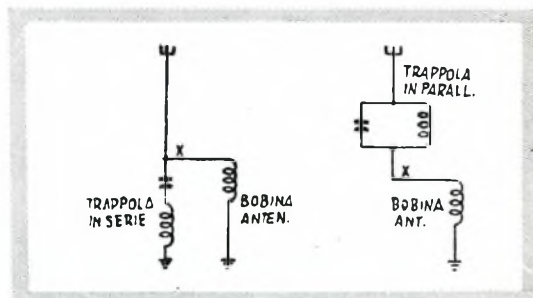 X
TRAPPOLA
IN SERIE
BOBINA
ANTEN.
TRAPPOLA
IN PARALL.
X
BOBINA
ANT.